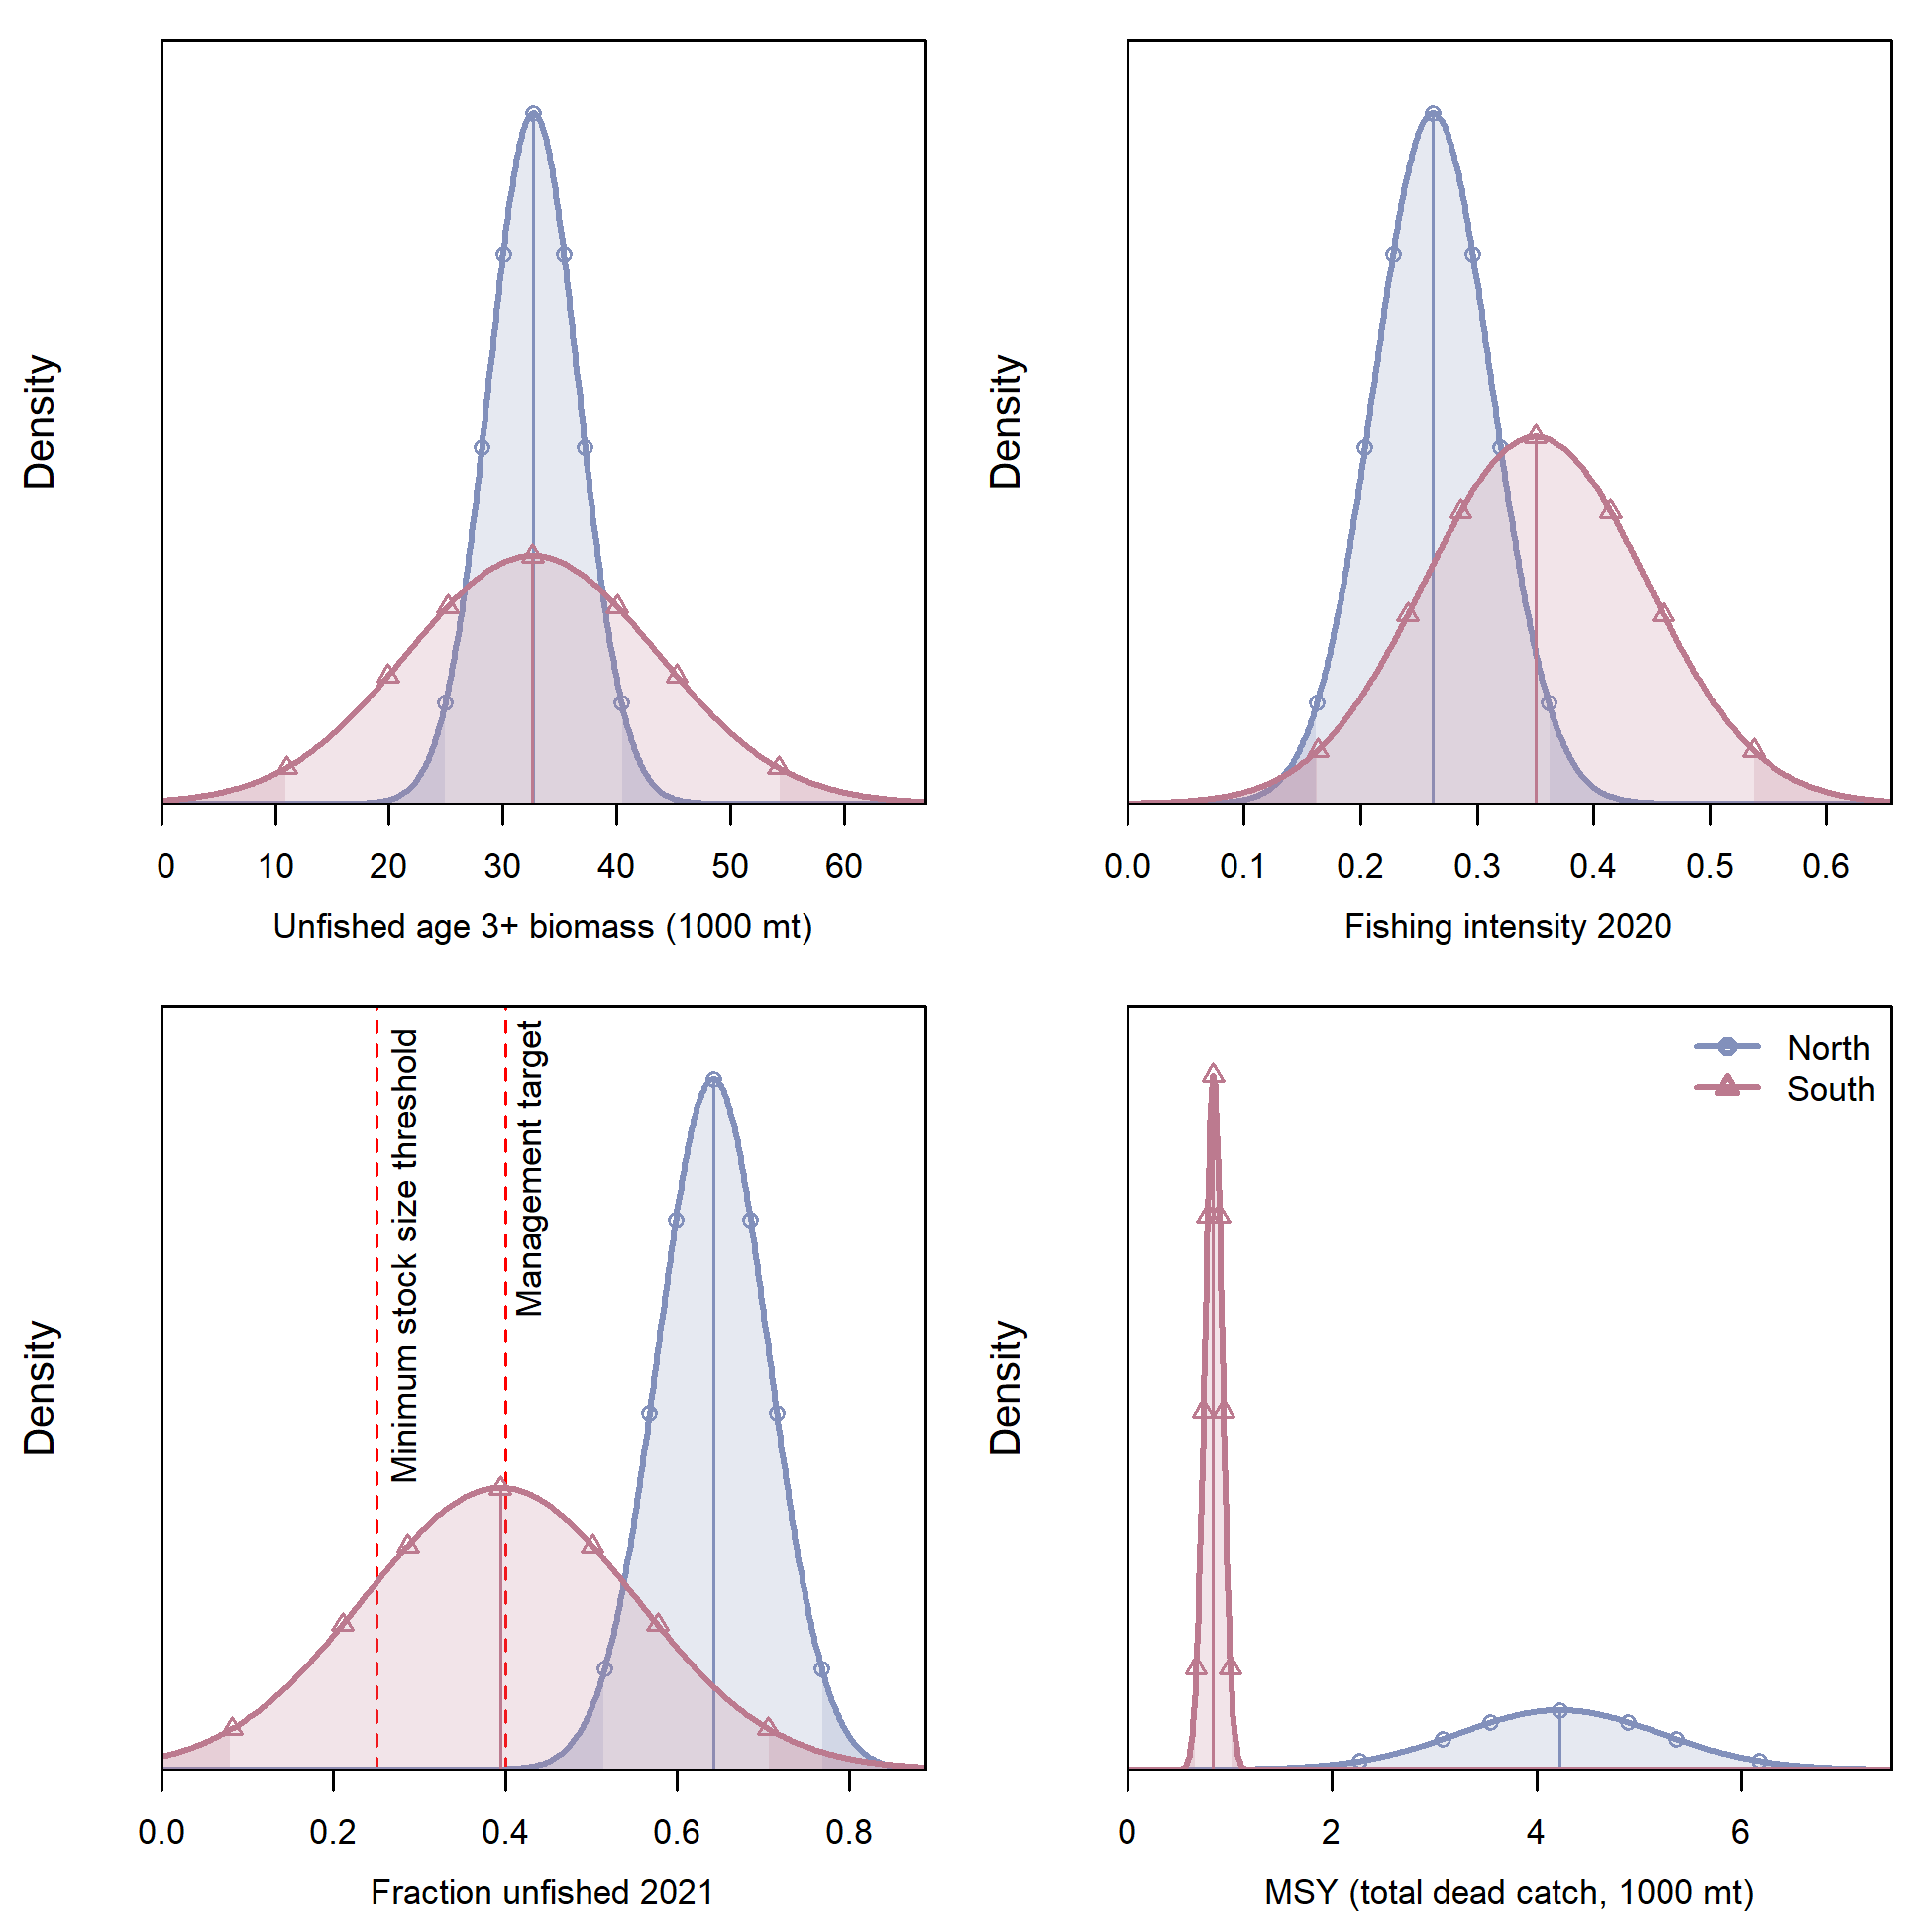 Density
0 10 20 30 40 50 60
Unfished age 3+ biomass (1000 mt)
Density
0.0 0.1 0.2 0.3 0.4 0.5 0.6
Fishing intensity 2020
Density
Minimum stock size threshold
Management target
0.0 0.2 0.4 0.6 0.8
Fraction unfished 2021
Density
North
South
0 2 4 6
MSY (total dead catch, 1000 mt)